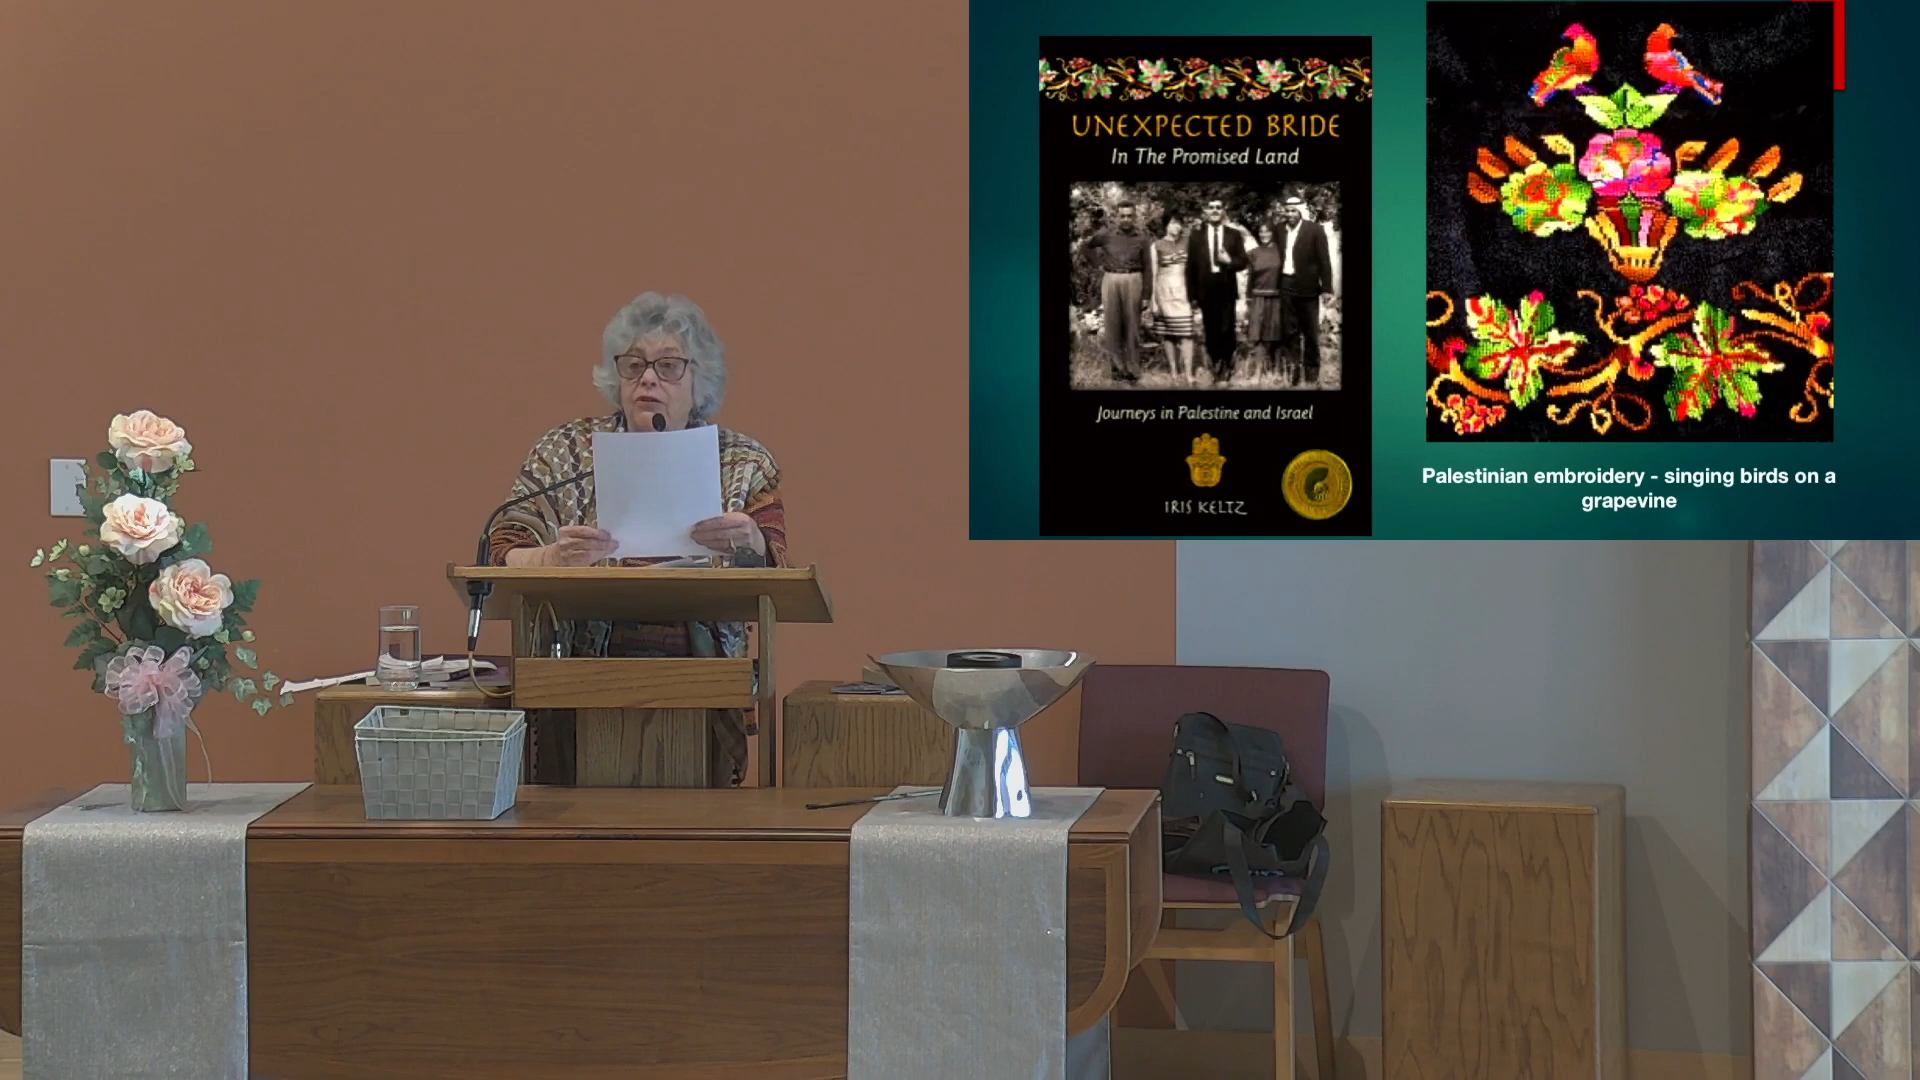 UNEXPECTED BRIDE
In The Promised Land
Journeys in Palestine and Israel
IRIS KELTZ
Palestinian embroidery - singing birds on a
grapevine